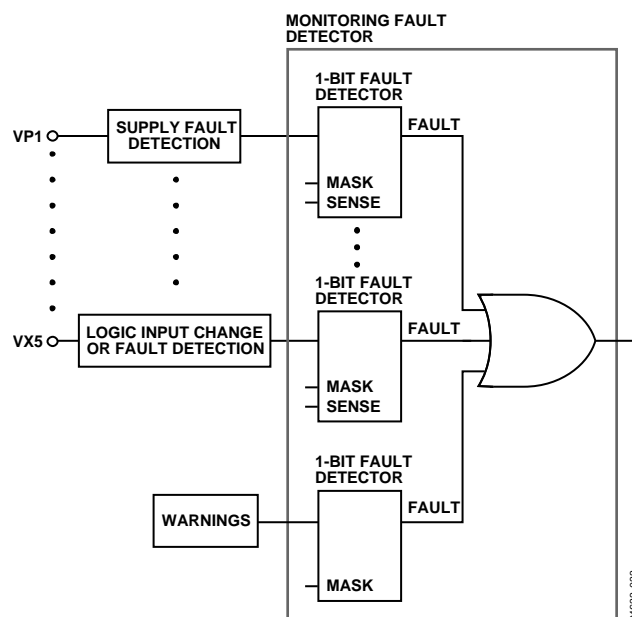 MONITORING FAULT
DETECTOR
1-BIT FAULT
DETECTOR
FAULT
SUPPLY FAULT
DETECTION
VP1
MASK
SENSE
1-BIT FAULT
DETECTOR
FAULT
LOGIC INPUT CHANGE
OR FAULT DETECTION
VX5
MASK
SENSE
1-BIT FAULT
DETECTOR
FAULT
WARNINGS
MASK